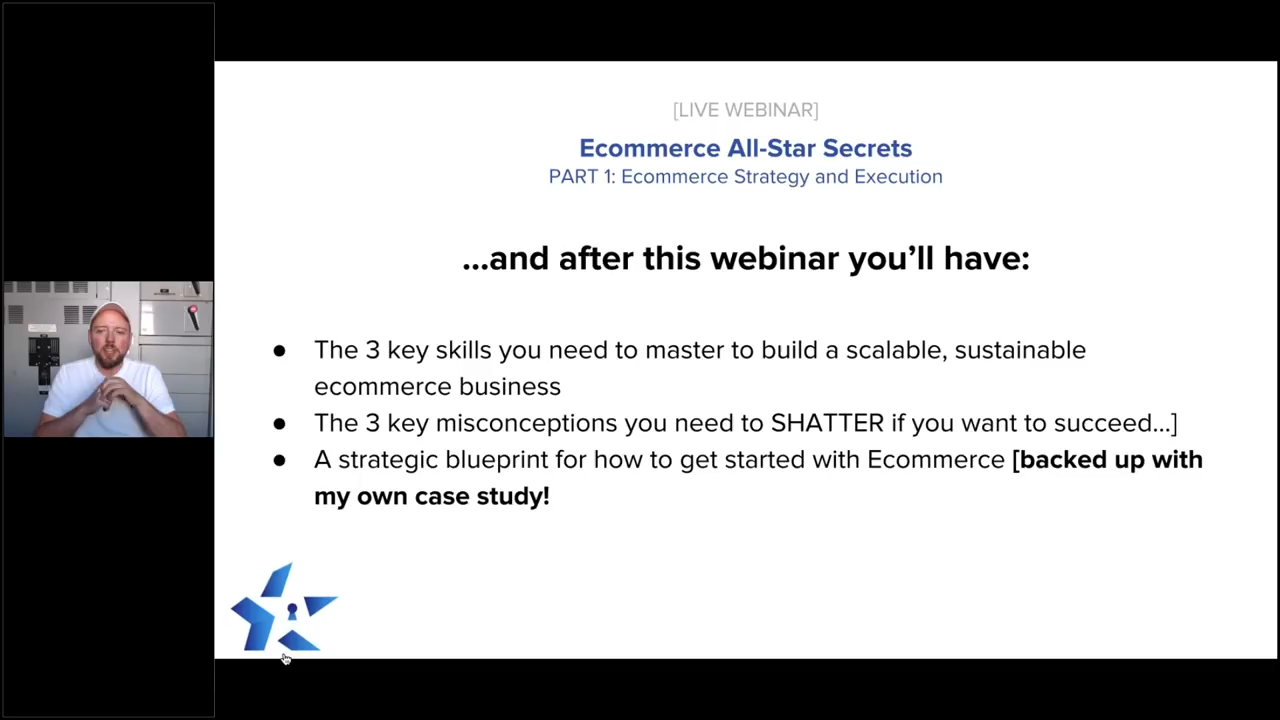 [LIVE WEBINAR]
Ecommerce All-Star Secrets
PART 1: Ecommerce Strategy and Execution
...and after this webinar you’ll have:
● The 3 key skills you need to master to build a scalable, sustainable
ecommerce business
● The 3 key misconceptions you need to SHATTER if you want to succeed...]
● A strategic blueprint for how to get started with Ecommerce [backed up with
my own case study!